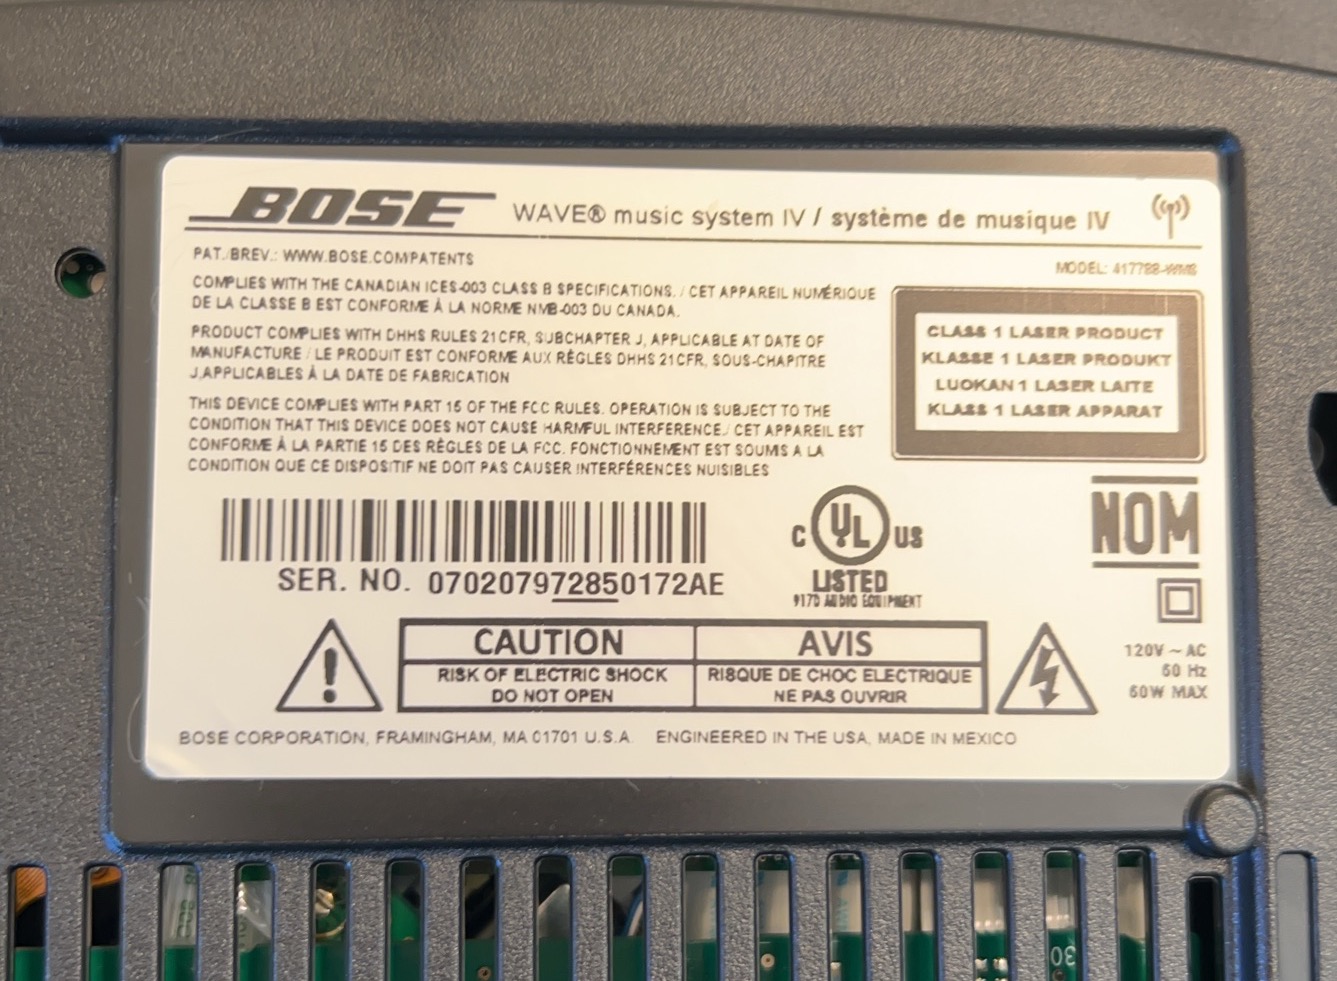 BOSE WAVE® music system IV / système de musique IV
PAT./BREV.: WWW.BOSE.COM/PATENTS
MODEL: 417788-WMS
COMPLIES WITH THE CANADIAN ICES-003 CLASS B SPECIFICATIONS. / CET APPAREIL NUMÉRIQUE
DE LA CLASSE B EST CONFORME À LA NORME NMB-003 DU CANADA.
PRODUCT COMPLIES WITH DHHS RULES 21CFR, SUBCHAPTER J, APPLICABLE AT DATE OF
MANUFACTURE / LE PRODUIT EST CONFORME AUX RÈGLES DHHS 21CFR, SOUS-CHAPITRE
J,APPLICABLES À LA DATE DE FABRICATION
THIS DEVICE COMPLIES WITH PART 15 OF THE FCC RULES. OPERATION IS SUBJECT TO THE
CONDITION THAT THIS DEVICE DOES NOT CAUSE HARMFUL INTERFERENCE./ CET APPAREIL EST
CONFORME À LA PARTIE 15 DES RÈGLES DE LA FCC. FONCTIONNEMENT EST SOUMIS A LA
CONDITION QUE CE DISPOSITIF NE DOIT PAS CAUSER INTERFÉRENCES NUISIBLES
CLASS 1 LASER PRODUCT
KLASSE 1 LASER PRODUKT
LUOKAN 1 LASER LAITE
KLASS 1 LASER APPARAT
SER. NO. 070207972850172AE
C UL US
LISTED
917D AUDIO EQUIPMENT
NOM
CAUTION
RISK OF ELECTRIC SHOCK
DO NOT OPEN
AVIS
RISQUE DE CHOC ELECTRIQUE
NE PAS OUVRIR
120V ~ AC
60 Hz
60W MAX
BOSE CORPORATION, FRAMINGHAM, MA 01701 U.S.A. ENGINEERED IN THE USA, MADE IN MEXICO
30